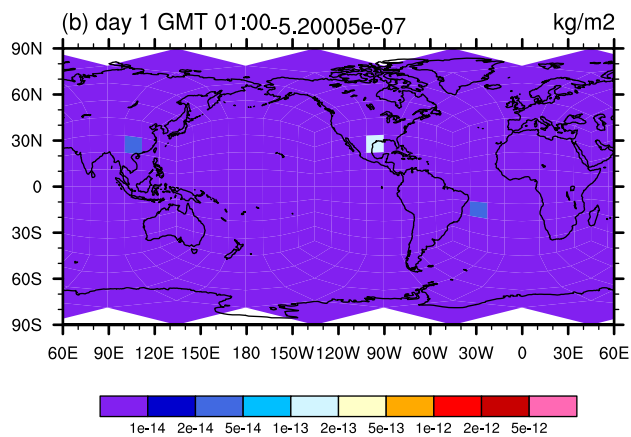 (b) day 1 GMT 01:00 -5.20005e-07 kg/m2
90N
60N
30N
0
30S
60S
90S
60E 90E 120E 150E 180 150W 120W 90W 60W 30W 0 30E 60E
1e-14 2e-14 5e-14 1e-13 2e-13 5e-13 1e-12 2e-12 5e-12